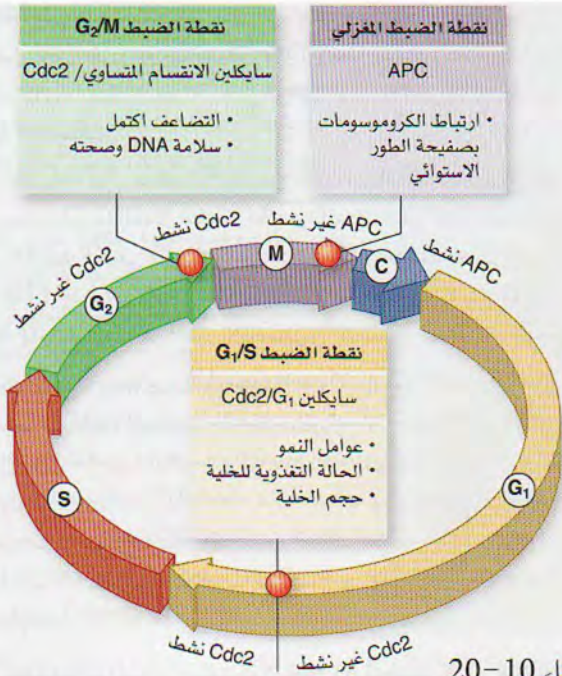 نقطة الضبط المغزلي
APC
• ارتباط الكروموسومات
بصفيحة الطور
الاستوائي
نقطة الضبط G₂/M
سايكلين الانقسام المتساوي/ Cdc2
• التضاعف اكتمل
• سلامة DNA وصحته
Cdc2 غير نشط
Cdc2 نشط
APC غير نشط
APC نشط
G₂
M
C
نقطة الضبط G₁/S
سايكلين Cdc2/G₁
• عوامل النمو
• الحالة التغذوية للخلية
• حجم الخلية
S
G₁
Cdc2 نشط
Cdc2 غير نشط
20-10